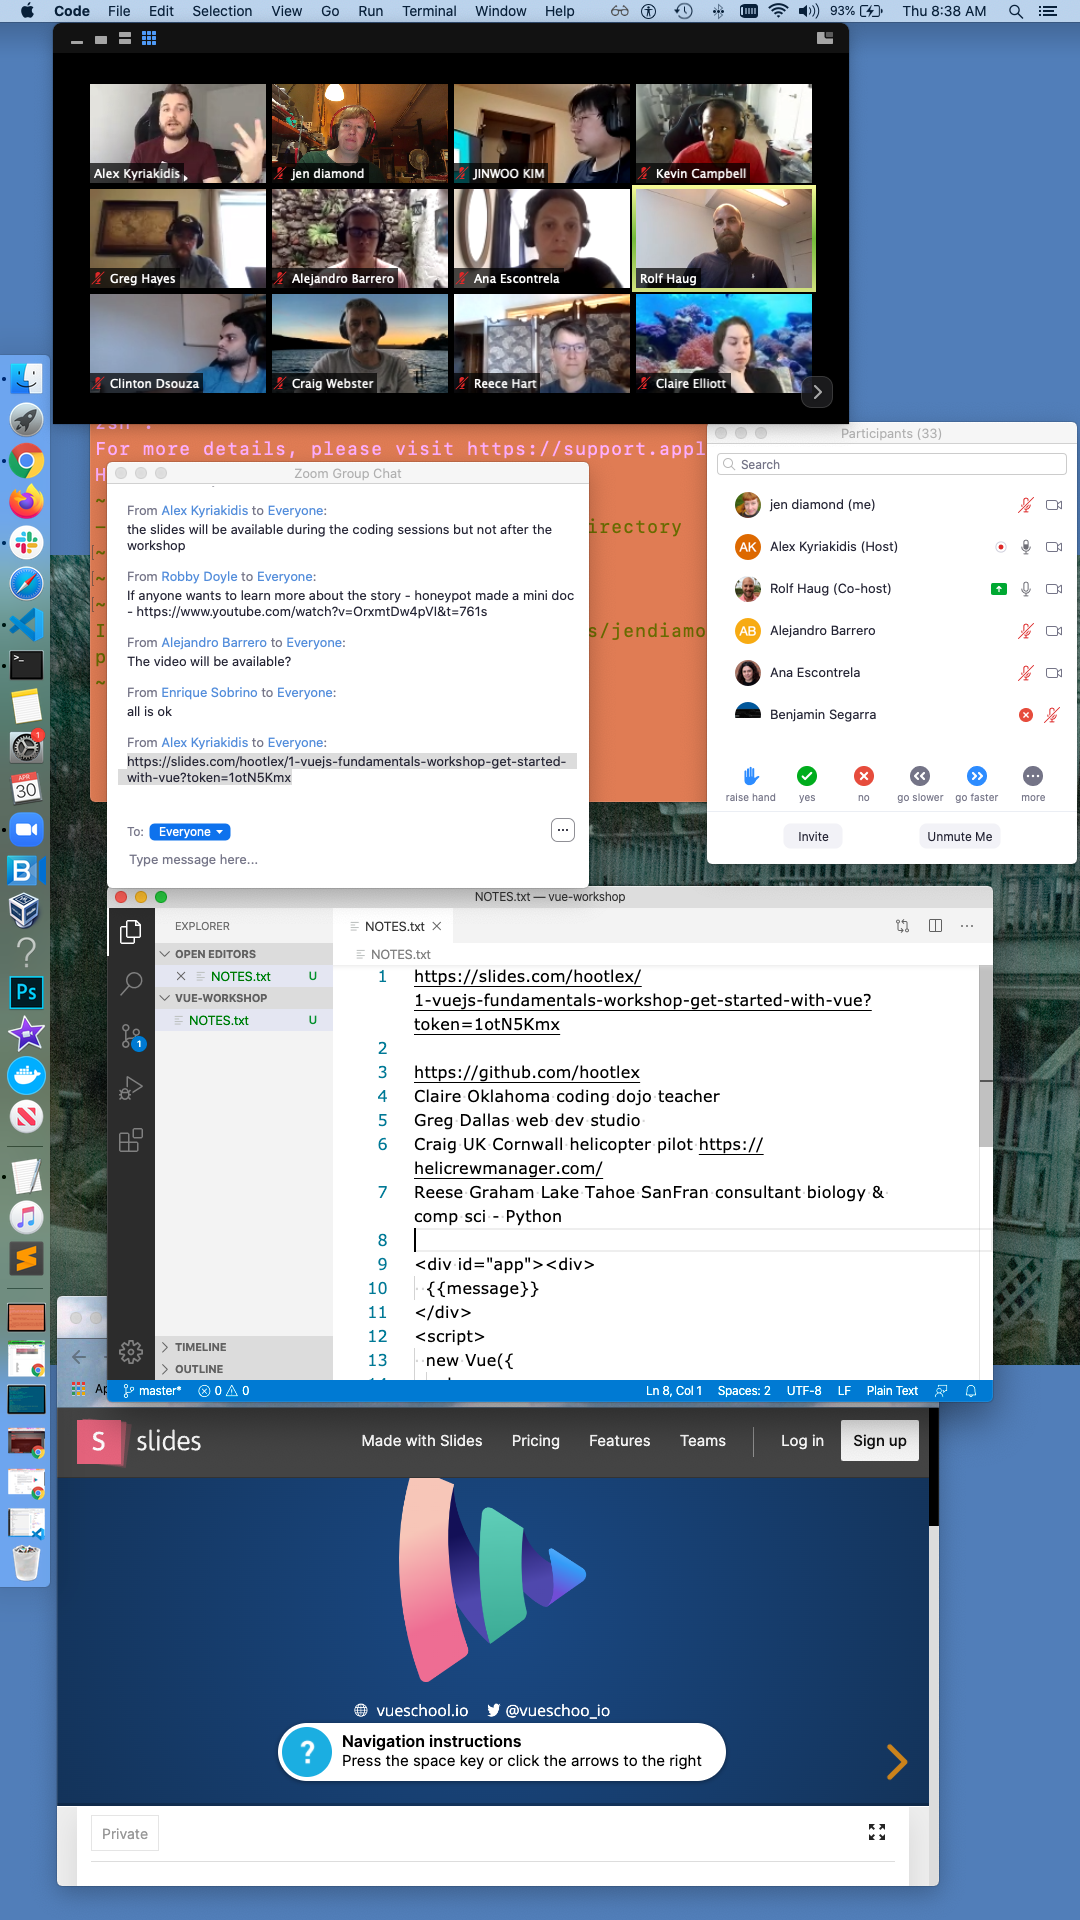 Code File Edit Selection View Go Run Terminal Window Help 93% Thu 8:38 AM
Alex Kyriakidis
jen diamond
JINWOO KIM
Kevin Campbell
Greg Hayes
Alejandro Barrero
Ana Escontrela
Rolf Haug
Clinton Dsouza
Craig Webster
Reece Hart
Claire Elliott
zsh .
For more details, please visit https://support.appl
H
irectory
I
s/jendiamo
p
Zoom Group Chat
From Alex Kyriakidis to Everyone:
the slides will be available during the coding sessions but not after the
workshop
From Robby Doyle to Everyone:
If anyone wants to learn more about the story - honeypot made a mini doc
- https://www.youtube.com/watch?v=OrxmtDw4pVI&t=761s
From Alejandro Barrero to Everyone:
The video will be available?
From Enrique Sobrino to Everyone:
all is ok
From Alex Kyriakidis to Everyone:
https://slides.com/hootlex/1-vuejs-fundamentals-workshop-get-started-
with-vue?token=1otN5Kmx
To: Everyone
...
Type message here...
Participants (33)
Search
jen diamond (me)
AK Alex Kyriakidis (Host)
Rolf Haug (Co-host)
AB Alejandro Barrero
Ana Escontrela
Benjamin Segarra
raise hand yes no go slower go faster more
Invite
Unmute Me
1
APR
30
B
?
Ps
N
S
NOTES.txt — vue-workshop
EXPLORER
OPEN EDITORS
NOTES.txt U
VUE-WORKSHOP
NOTES.txt U
1
TIMELINE
OUTLINE
NOTES.txt
NOTES.txt
1 https://slides.com/hootlex/
1-vuejs-fundamentals-workshop-get-started-with-vue?
token=1otN5Kmx
2
3 https://github.com/hootlex
4 Claire Oklahoma coding dojo teacher
5 Greg Dallas web dev studio
6 Craig UK Cornwall helicopter pilot https://
helicrewmanager.com/
7 Reese Graham Lake Tahoe SanFran consultant biology &
comp sci - Python
8
9 <div id="app"><div>
10 {{message}}
11 </div>
12 <script>
13 new Vue({
master* 0 0 Ln 8, Col 1 Spaces: 2 UTF-8 LF Plain Text
Ap
S slides Made with Slides Pricing Features Teams Log in Sign up
vueschool.io @vueschoo_io
? Navigation instructions
Press the space key or click the arrows to the right
Private